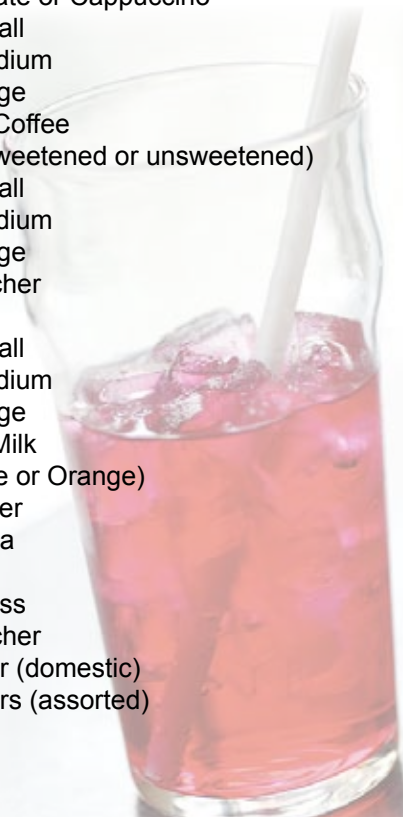 ate or Cappuccino
all
dium
ge
Coffee
weetened or unsweetened)
all
dium
ge
cher
all
dium
ge
Milk
e or Orange)
er
a
ss
cher
r (domestic)
rs (assorted)